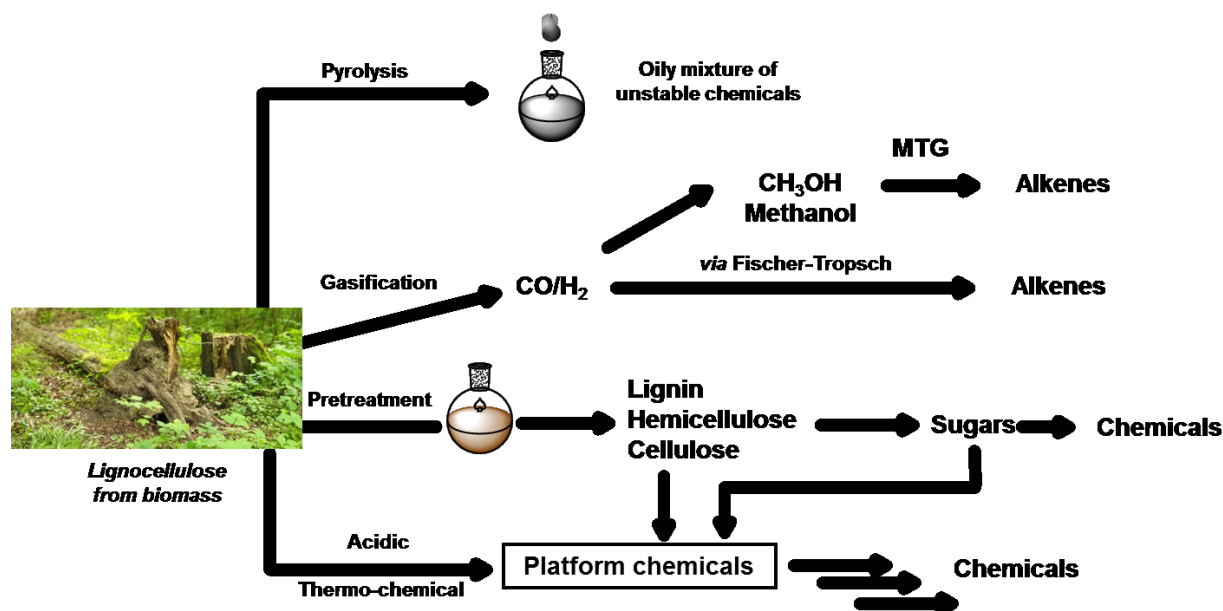 Pyrolysis
Oily mixture of
unstable chemicals
MTG
CH₃OH
Methanol
Alkenes
via Fischer-Tropsch
Gasification
CO/H₂
Alkenes
Pretreatment
Lignin
Hemicellulose
Cellulose
Sugars
Chemicals
Lignocellulose
from biomass
Acidic
Thermo-chemical
Platform chemicals
Chemicals